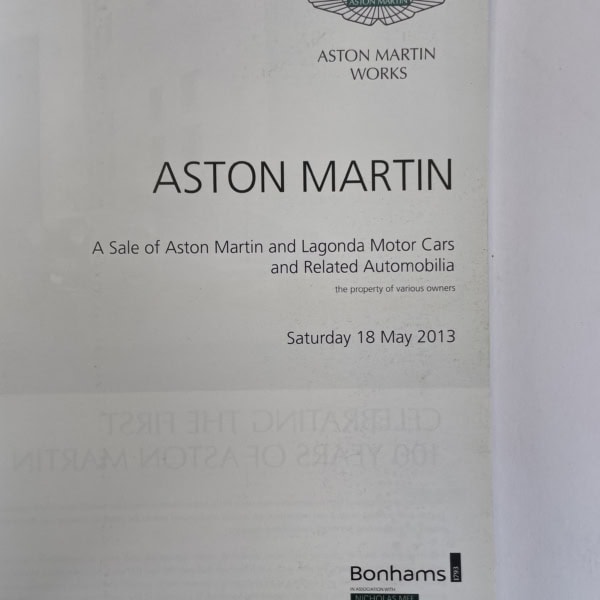 ASTON MARTIN
ASTON MARTIN
WORKS
ASTON MARTIN
A Sale of Aston Martin and Lagonda Motor Cars
and Related Automobilia
the property of various owners
Saturday 18 May 2013
CELEBRATING THE FIRST
100 YEARS OF ASTON MARTIN
Bonhams
1793
IN ASSOCIATION WITH
NICHOLAS MEE